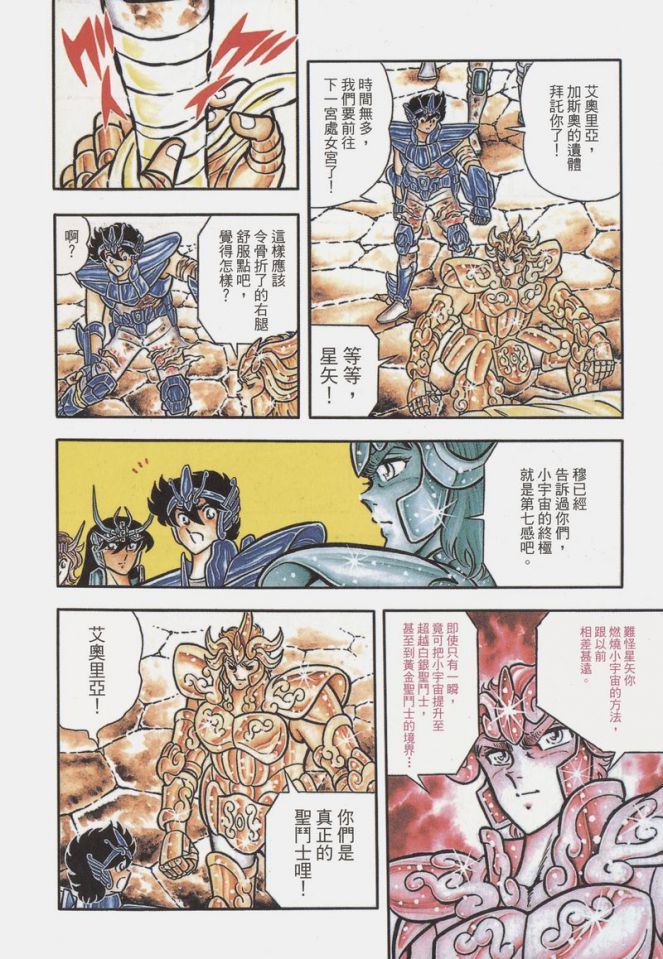 艾奧里亞，
加斯奧的遺體
拜託你了！
時間無多，
我們要前往
下一宮處女宮了！
等等，
星矢！
這樣應該
令骨折了的右腿
舒服點吧，
覺得怎樣？
啊？
穆已經
告訴過你們，
小宇宙的終極
就是第七感吧。
難怪星矢你
燃燒小宇宙的方法，
跟以前
相差甚遠。
即使只有一瞬，
竟可把小宇宙提升至
超越白銀聖鬥士，
甚至到黃金聖鬥士的境界…
你們是
真正的
聖鬥士哩！
艾奧里亞！